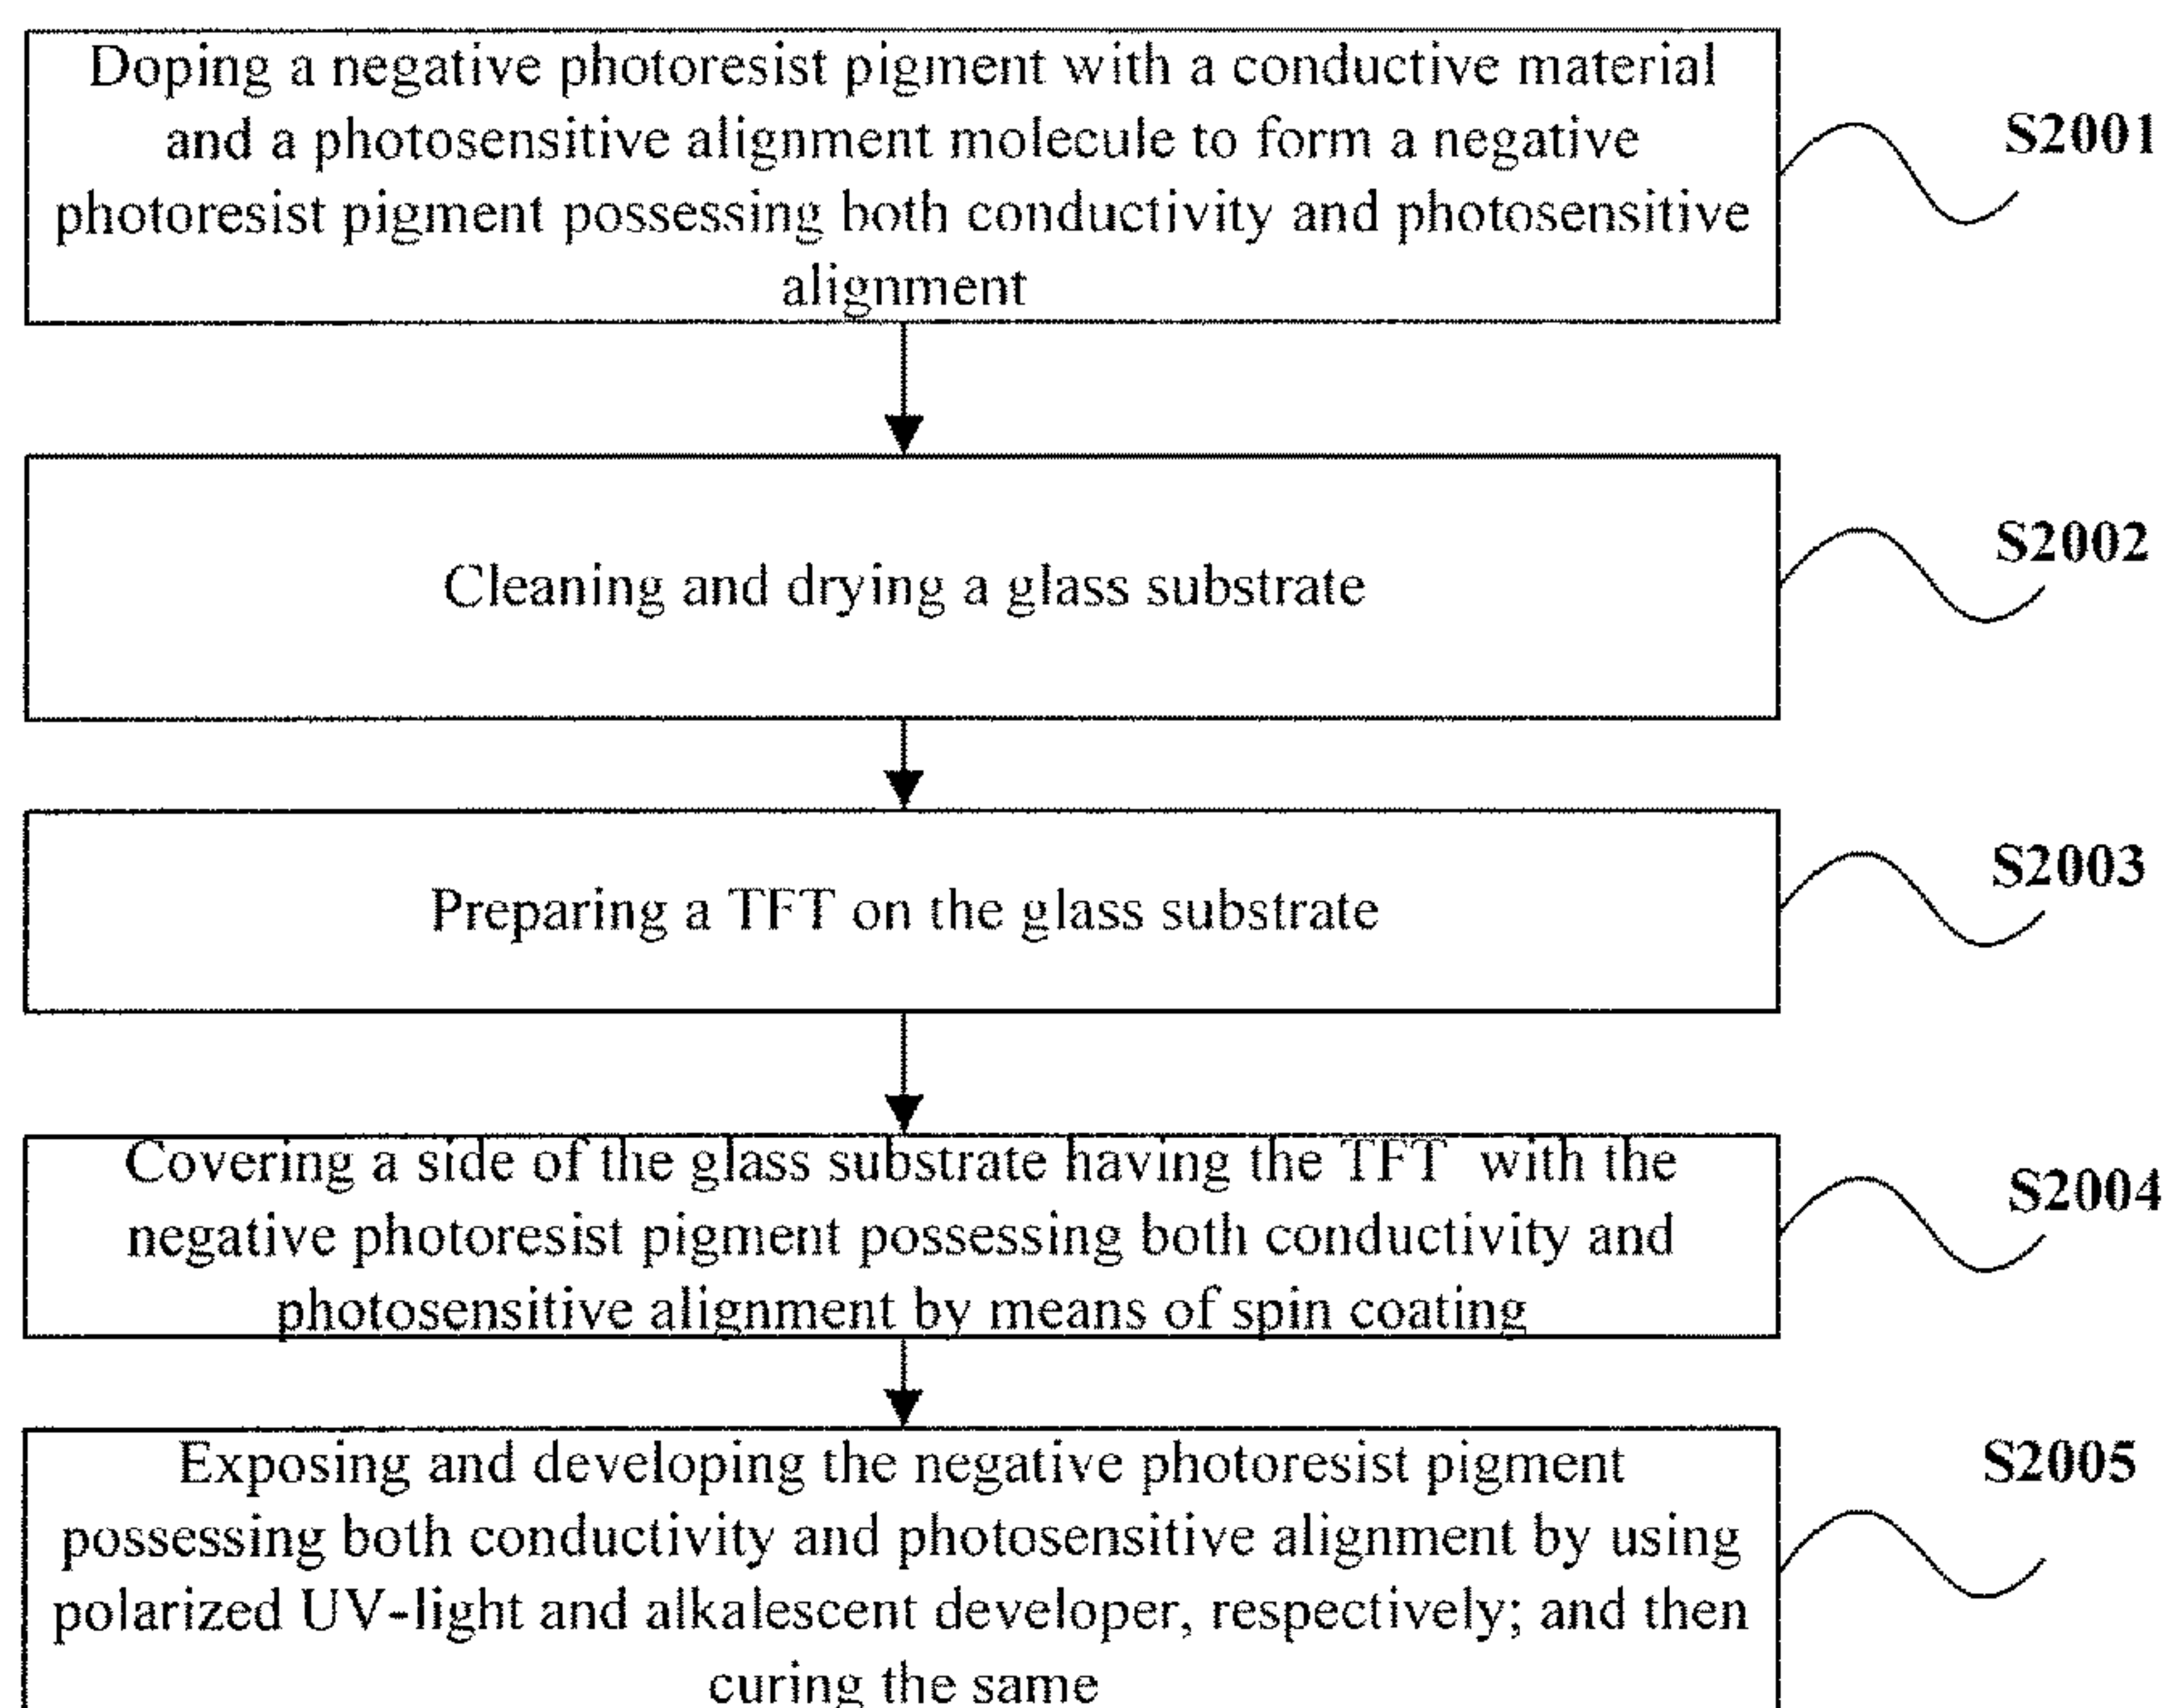 Doping a negative photoresist pigment with a conductive material
and a photosensitive alignment molecule to form a negative
photoresist pigment possessing both conductivity and photosensitive
alignment
S2001
Cleaning and drying a glass substrate
S2002
Preparing a TFT on the glass substrate
S2003
Covering a side of the glass substrate having the TFT with the
negative photoresist pigment possessing both conductivity and
photosensitive alignment by means of spin coating
S2004
Exposing and developing the negative photoresist pigment
possessing both conductivity and photosensitive alignment by using
polarized UV-light and alkalescent developer, respectively; and then
curing the same
S2005